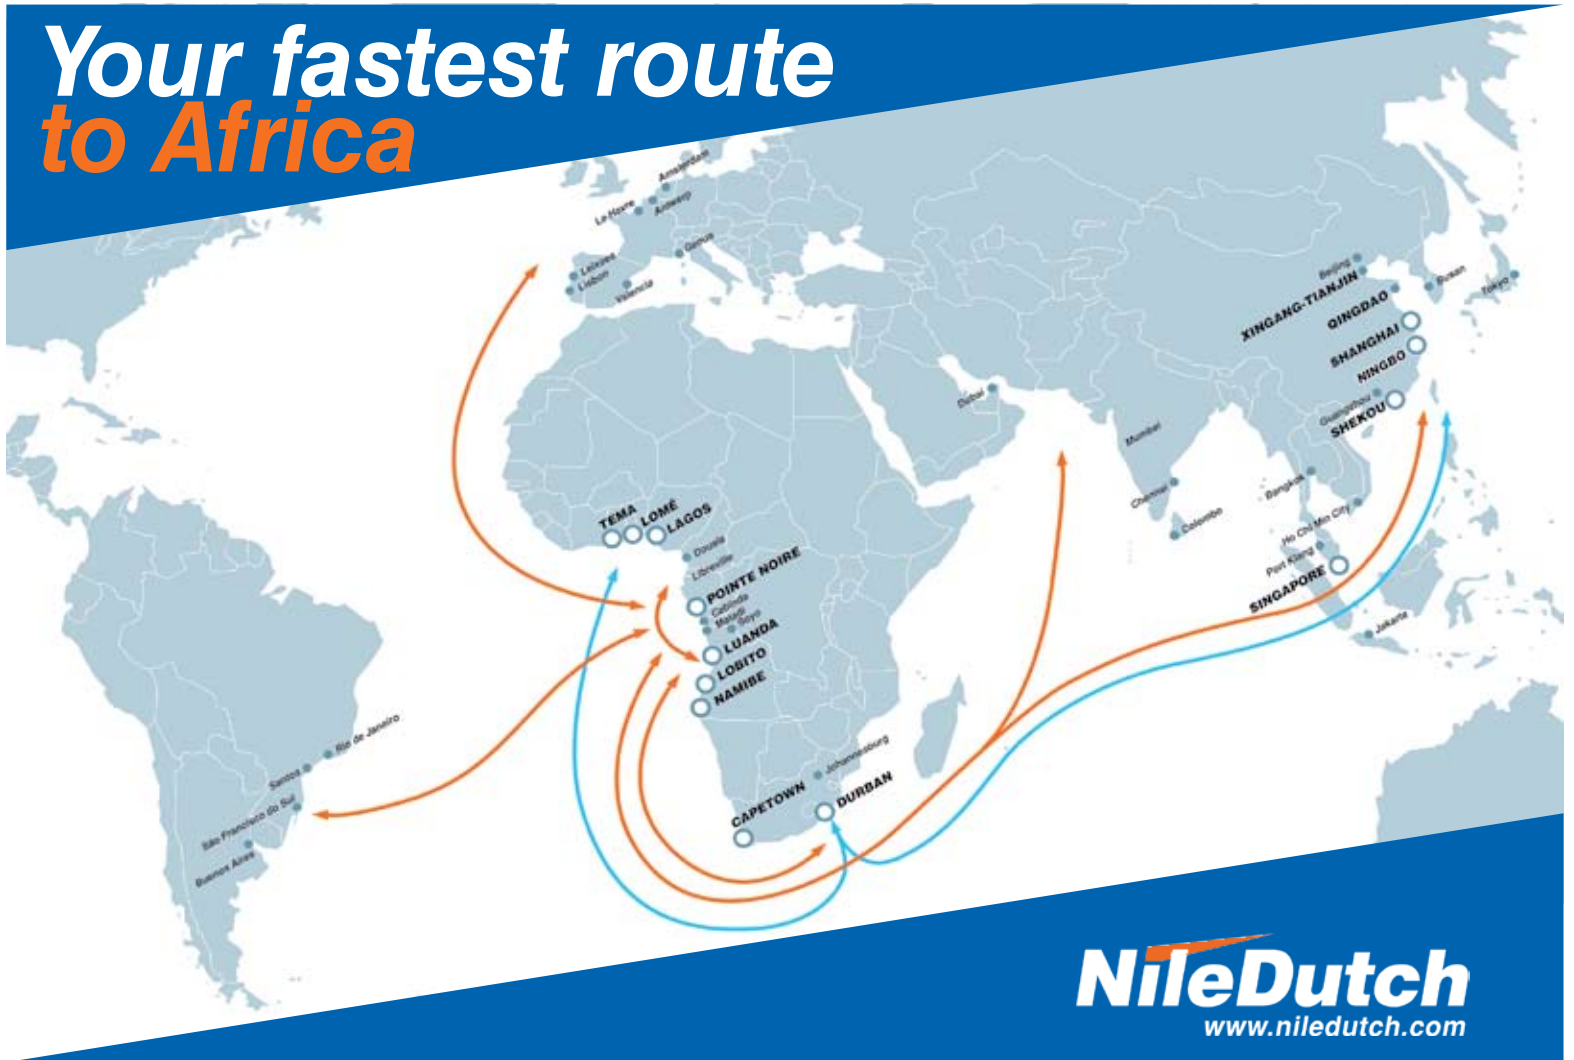 Your fastest route
to Africa
Amsterdam
Le Havre
Antwerp
Genua
Leixoes
Lisbon
Valencia
Beijing
XINGANG-TIANJIN
Busan
Tokyo
QINGDAO
SHANGHAI
NINGBO
Guangzhou
SHEKOU
Dubai
Mumbai
Chennai
Colombo
Bangkok
Ho Chi Min City
Port Klang
SINGAPORE
Jakarta
TEMA
LOMÉ
LAGOS
Douala
Libreville
POINTE NOIRE
Cabinda
Matadi
Soyo
LUANDA
LOBITO
NAMIBE
Johannesburg
CAPETOWN
DURBAN
Rio de Janeiro
Santos
São Francisco do Sul
Buenos Aires
NileDutch
www.niledutch.com